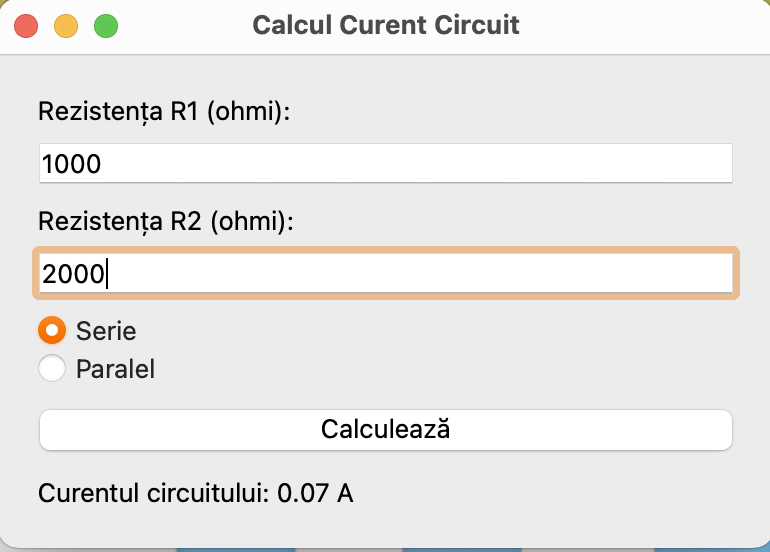 Calcul Curent Circuit
Rezistența R1 (ohmi):
1000
Rezistența R2 (ohmi):
2000
Serie
Paralel
Calculează
Curentul circuitului: 0.07 A